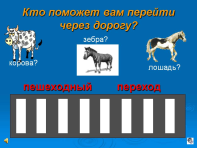 Кто поможет вам перейти
через дорогу?
зебра?
корова?
лошадь?
пешеходный переход